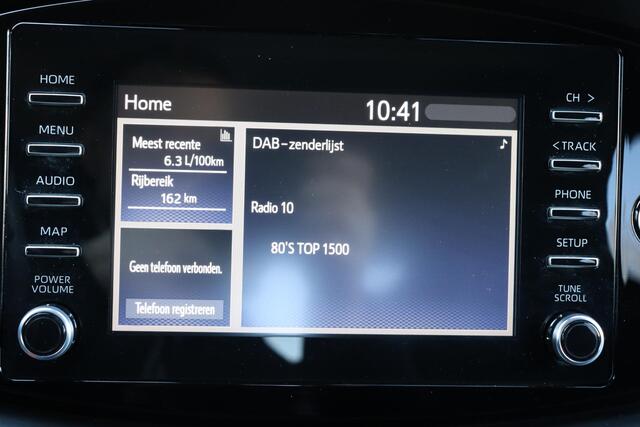 HOME
MENU
AUDIO
MAP
POWER
VOLUME
Home
10:41
Meest recente
6.3 L/100km
Rijbereik
162 km
Geen telefoon verbonden.
Telefoon registreren
DAB-zenderlijst
Radio 10
80'S TOP 1500
CH >
< TRACK
PHONE
SETUP
TUNE
SCROLL